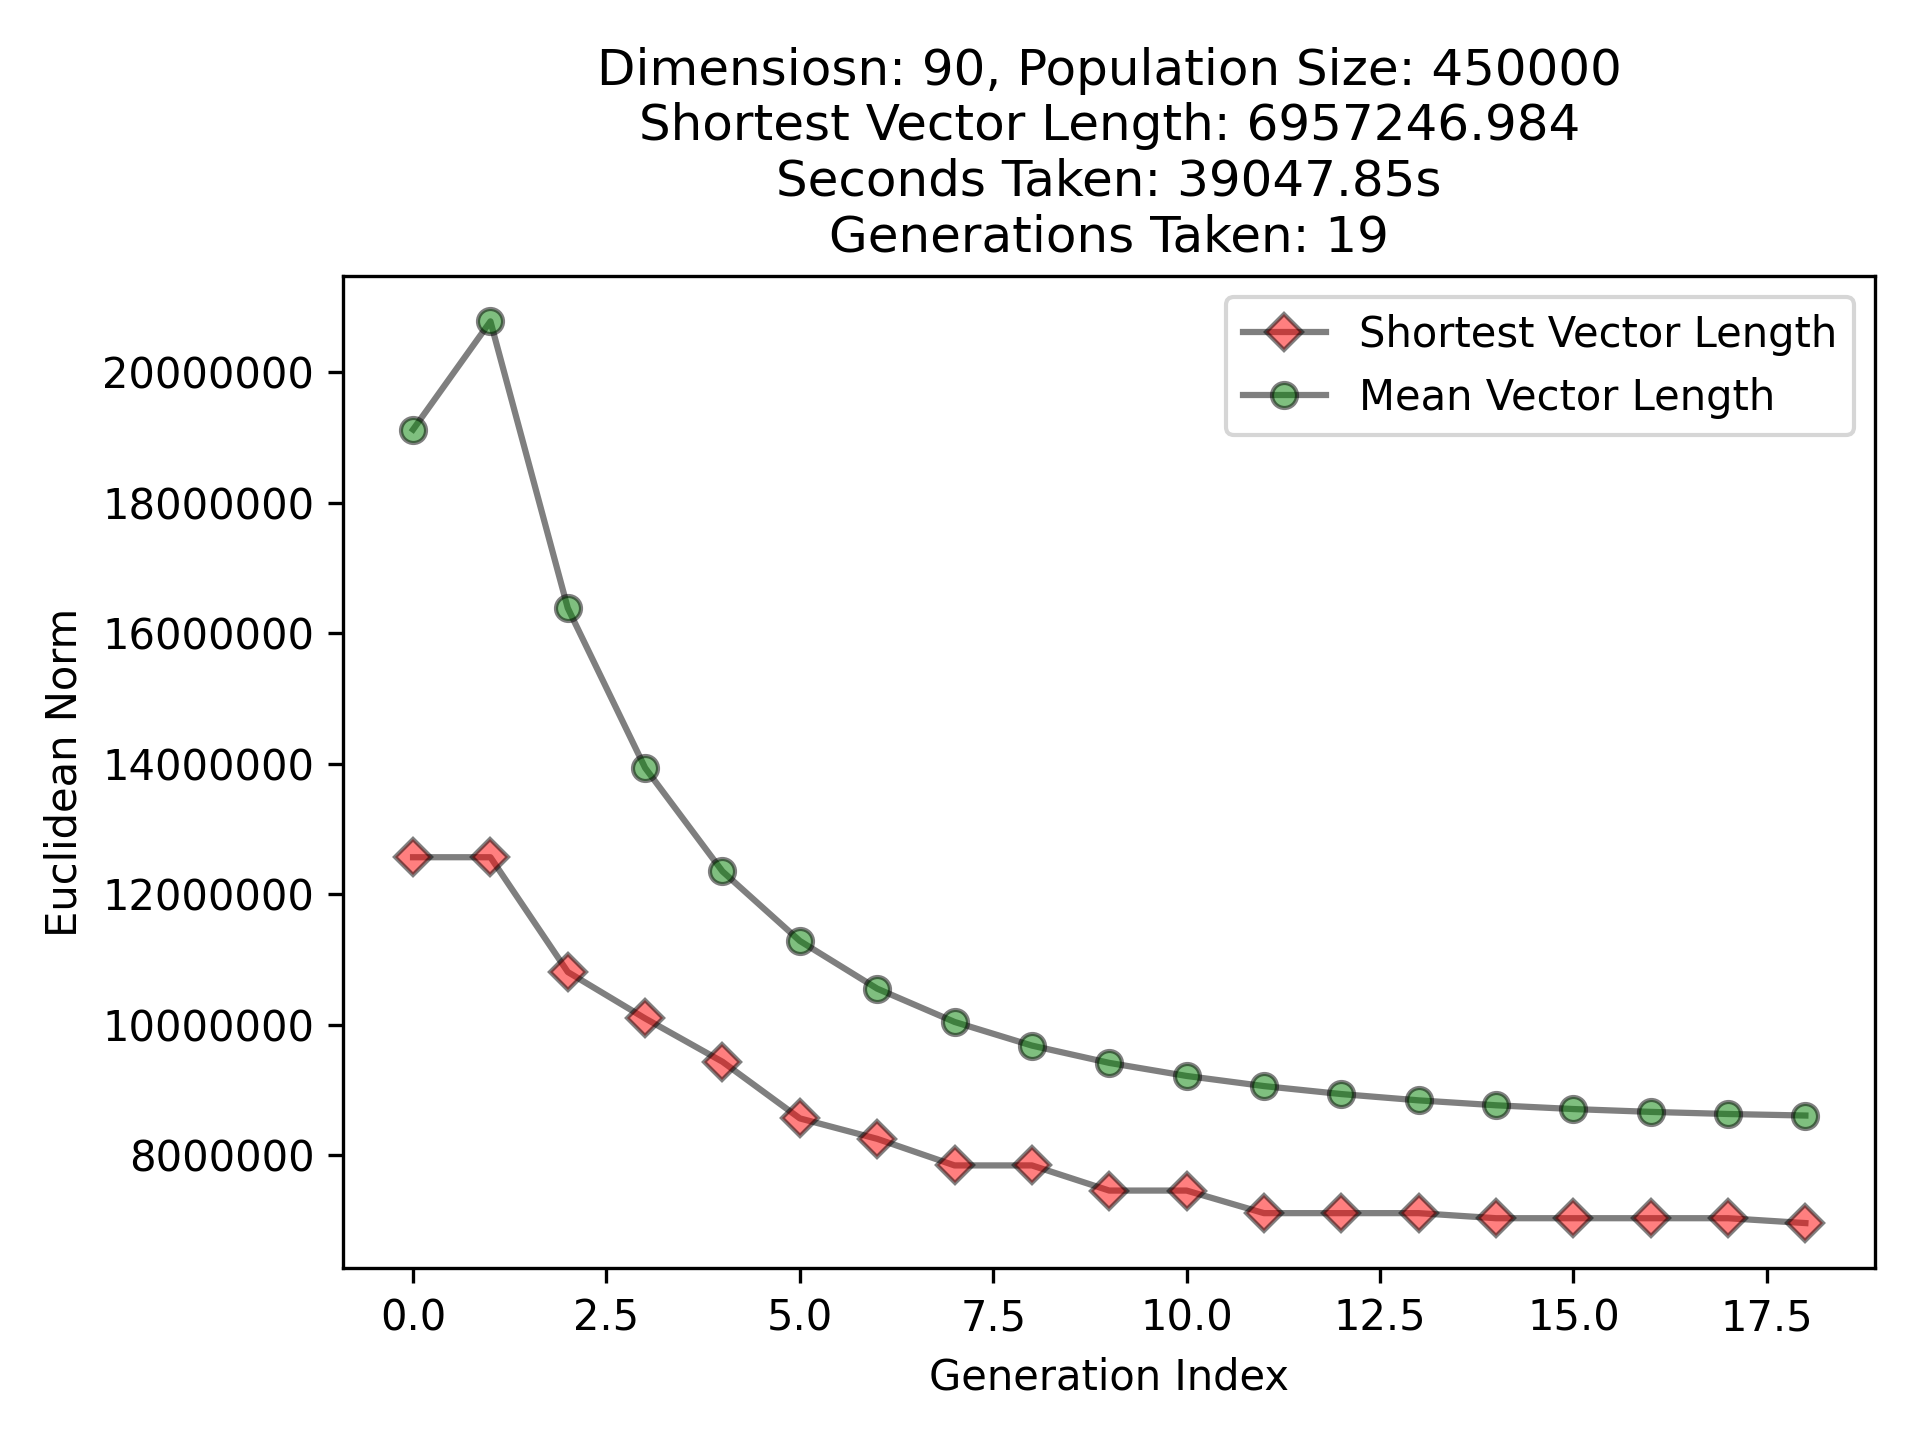 Dimensiosn: 90, Population Size: 450000
Shortest Vector Length: 6957246.984
Seconds Taken: 39047.85s
Generations Taken: 19
Shortest Vector Length
Mean Vector Length
Euclidean Norm
20000000
18000000
16000000
14000000
12000000
10000000
8000000
0.0 2.5 5.0 7.5 10.0 12.5 15.0 17.5
Generation Index